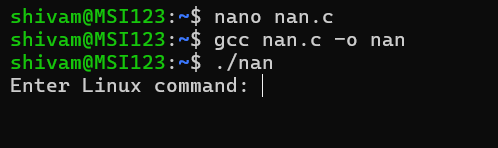 shivam@MSI123:~$ nano nan.c
shivam@MSI123:~$ gcc nan.c -o nan
shivam@MSI123:~$ ./nan
Enter Linux command: